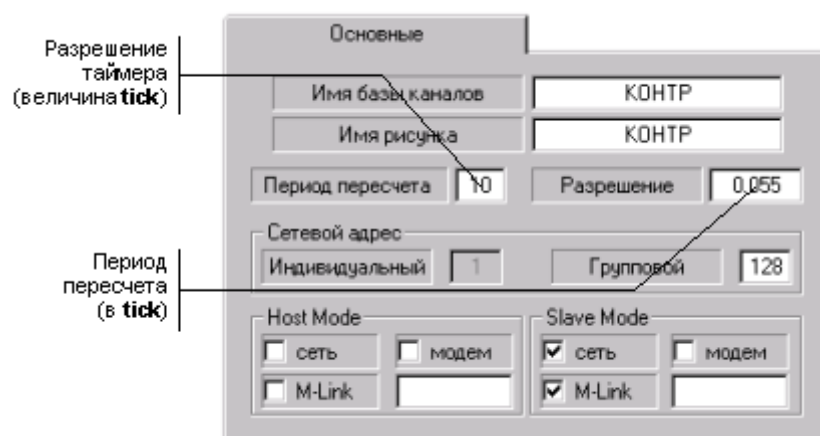 Основные
Разрешение
таймера
(величина tick)
Имя базы каналов КОНТР
Имя рисунка КОНТР
Период пересчета 10 Разрешение 0,055
Сетевой адрес
Индивидуальный 1 Групповой 128
Период
пересчета
(в tick)
Host Mode Slave Mode
сеть модем сеть модем
M-Link M-Link